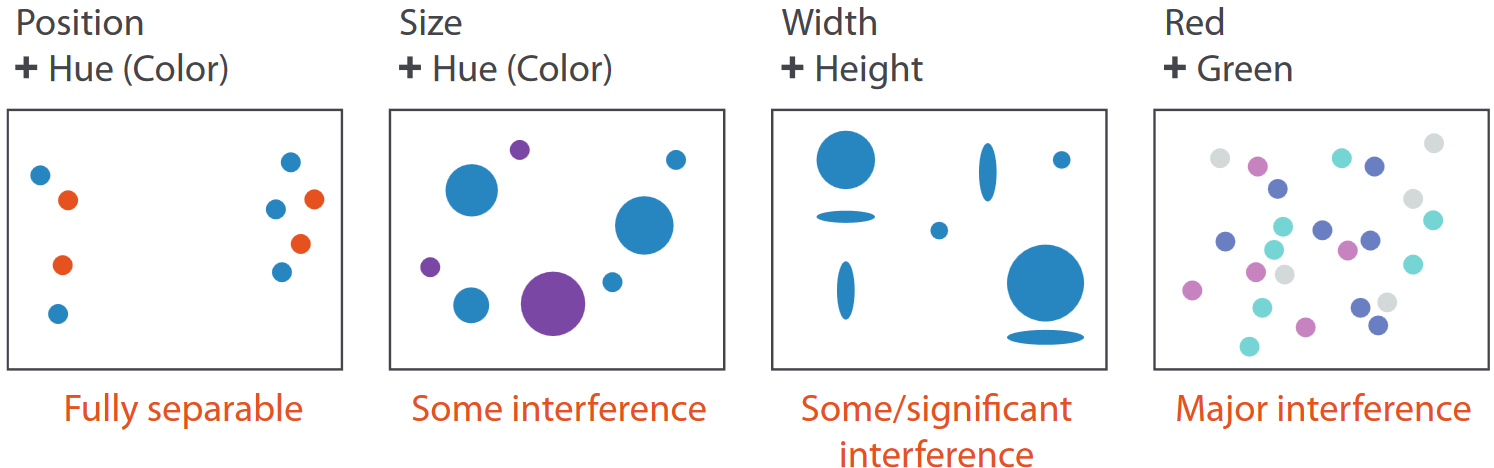 Position
+ Hue (Color)
Size
+ Hue (Color)
Width
+ Height
Red
+ Green
Fully separable
Some interference
Some/significant
interference
Major interference